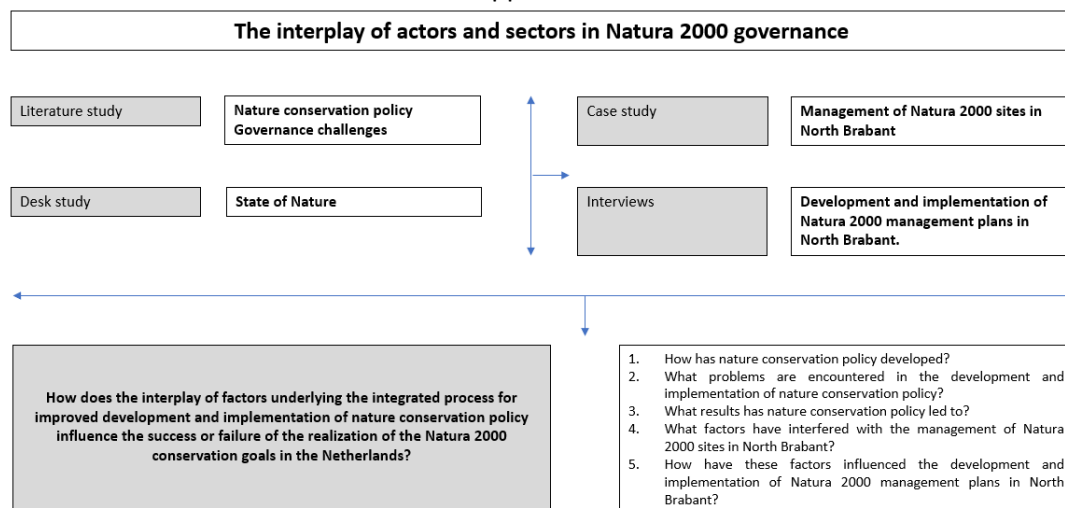 The interplay of actors and sectors in Natura 2000 governance
Literature study
Nature conservation policy
Governance challenges
Case study
Management of Natura 2000 sites in
North Brabant
Desk study
State of Nature
Interviews
Development and implementation of
Natura 2000 management plans in
North Brabant.
How does the interplay of factors underlying the integrated process for
improved development and implementation of nature conservation policy
influence the success or failure of the realization of the Natura 2000
conservation goals in the Netherlands?
1. How has nature conservation policy developed?
2. What problems are encountered in the development and
implementation of nature conservation policy?
3. What results has nature conservation policy led to?
4. What factors have interfered with the management of Natura
2000 sites in North Brabant?
5. How have these factors influenced the development and
implementation of Natura 2000 management plans in North
Brabant?